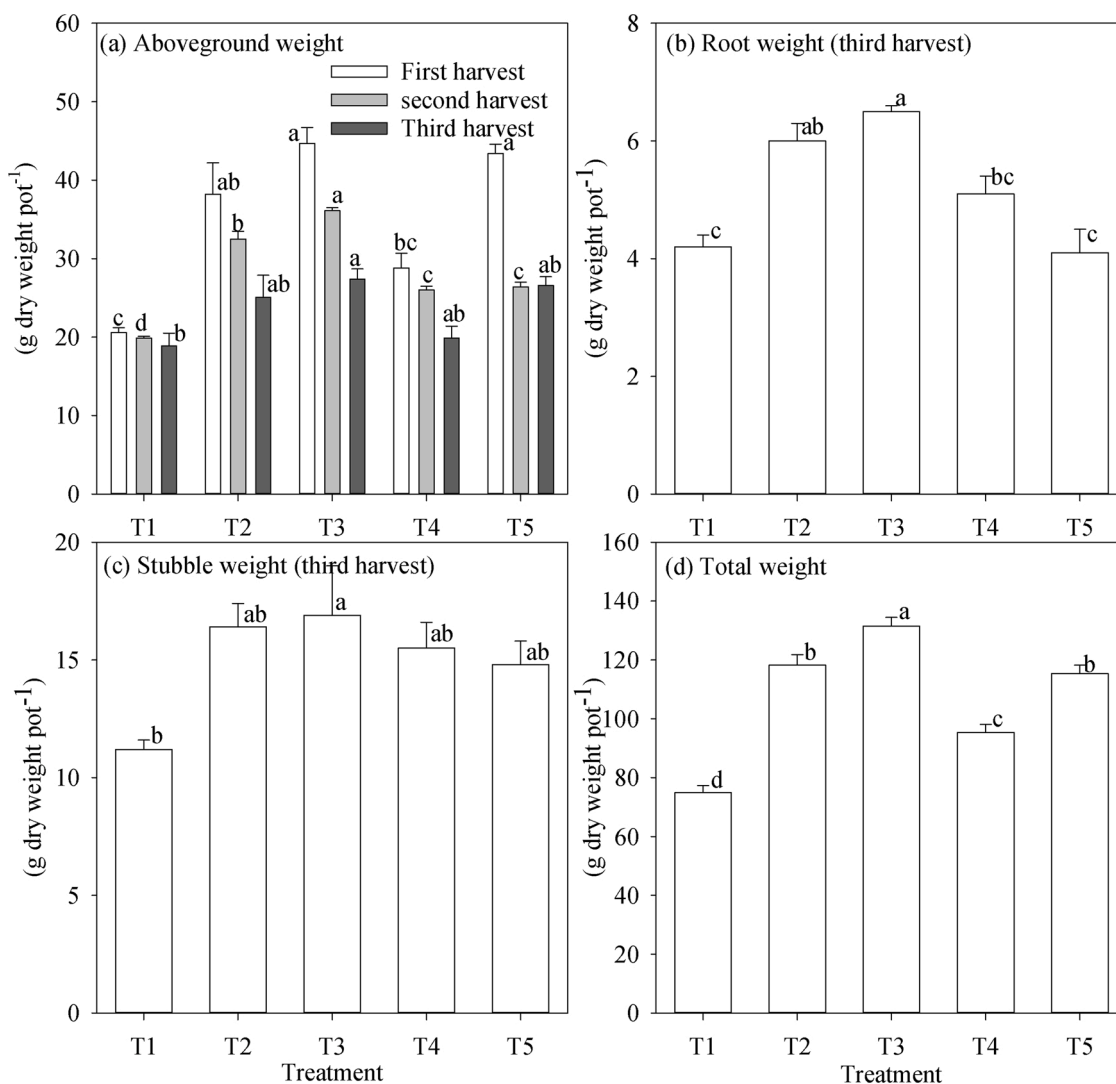 (a) Aboveground weight
First harvest
second harvest
Third harvest
(g dry weight pot-1)
60
50
40
30
20
10
0
c d b
ab b ab
a a a
bc c ab
a c ab
T1 T2 T3 T4 T5
(b) Root weight (third harvest)
(g dry weight pot-1)
8
6
4
2
0
c ab a bc c
T1 T2 T3 T4 T5
(c) Stubble weight (third harvest)
(g dry weight pot-1)
20
15
10
5
0
b ab a ab ab
T1 T2 T3 T4 T5
Treatment
(d) Total weight
(g dry weight pot-1)
160
140
120
100
80
60
40
20
0
d b a c b
T1 T2 T3 T4 T5
Treatment